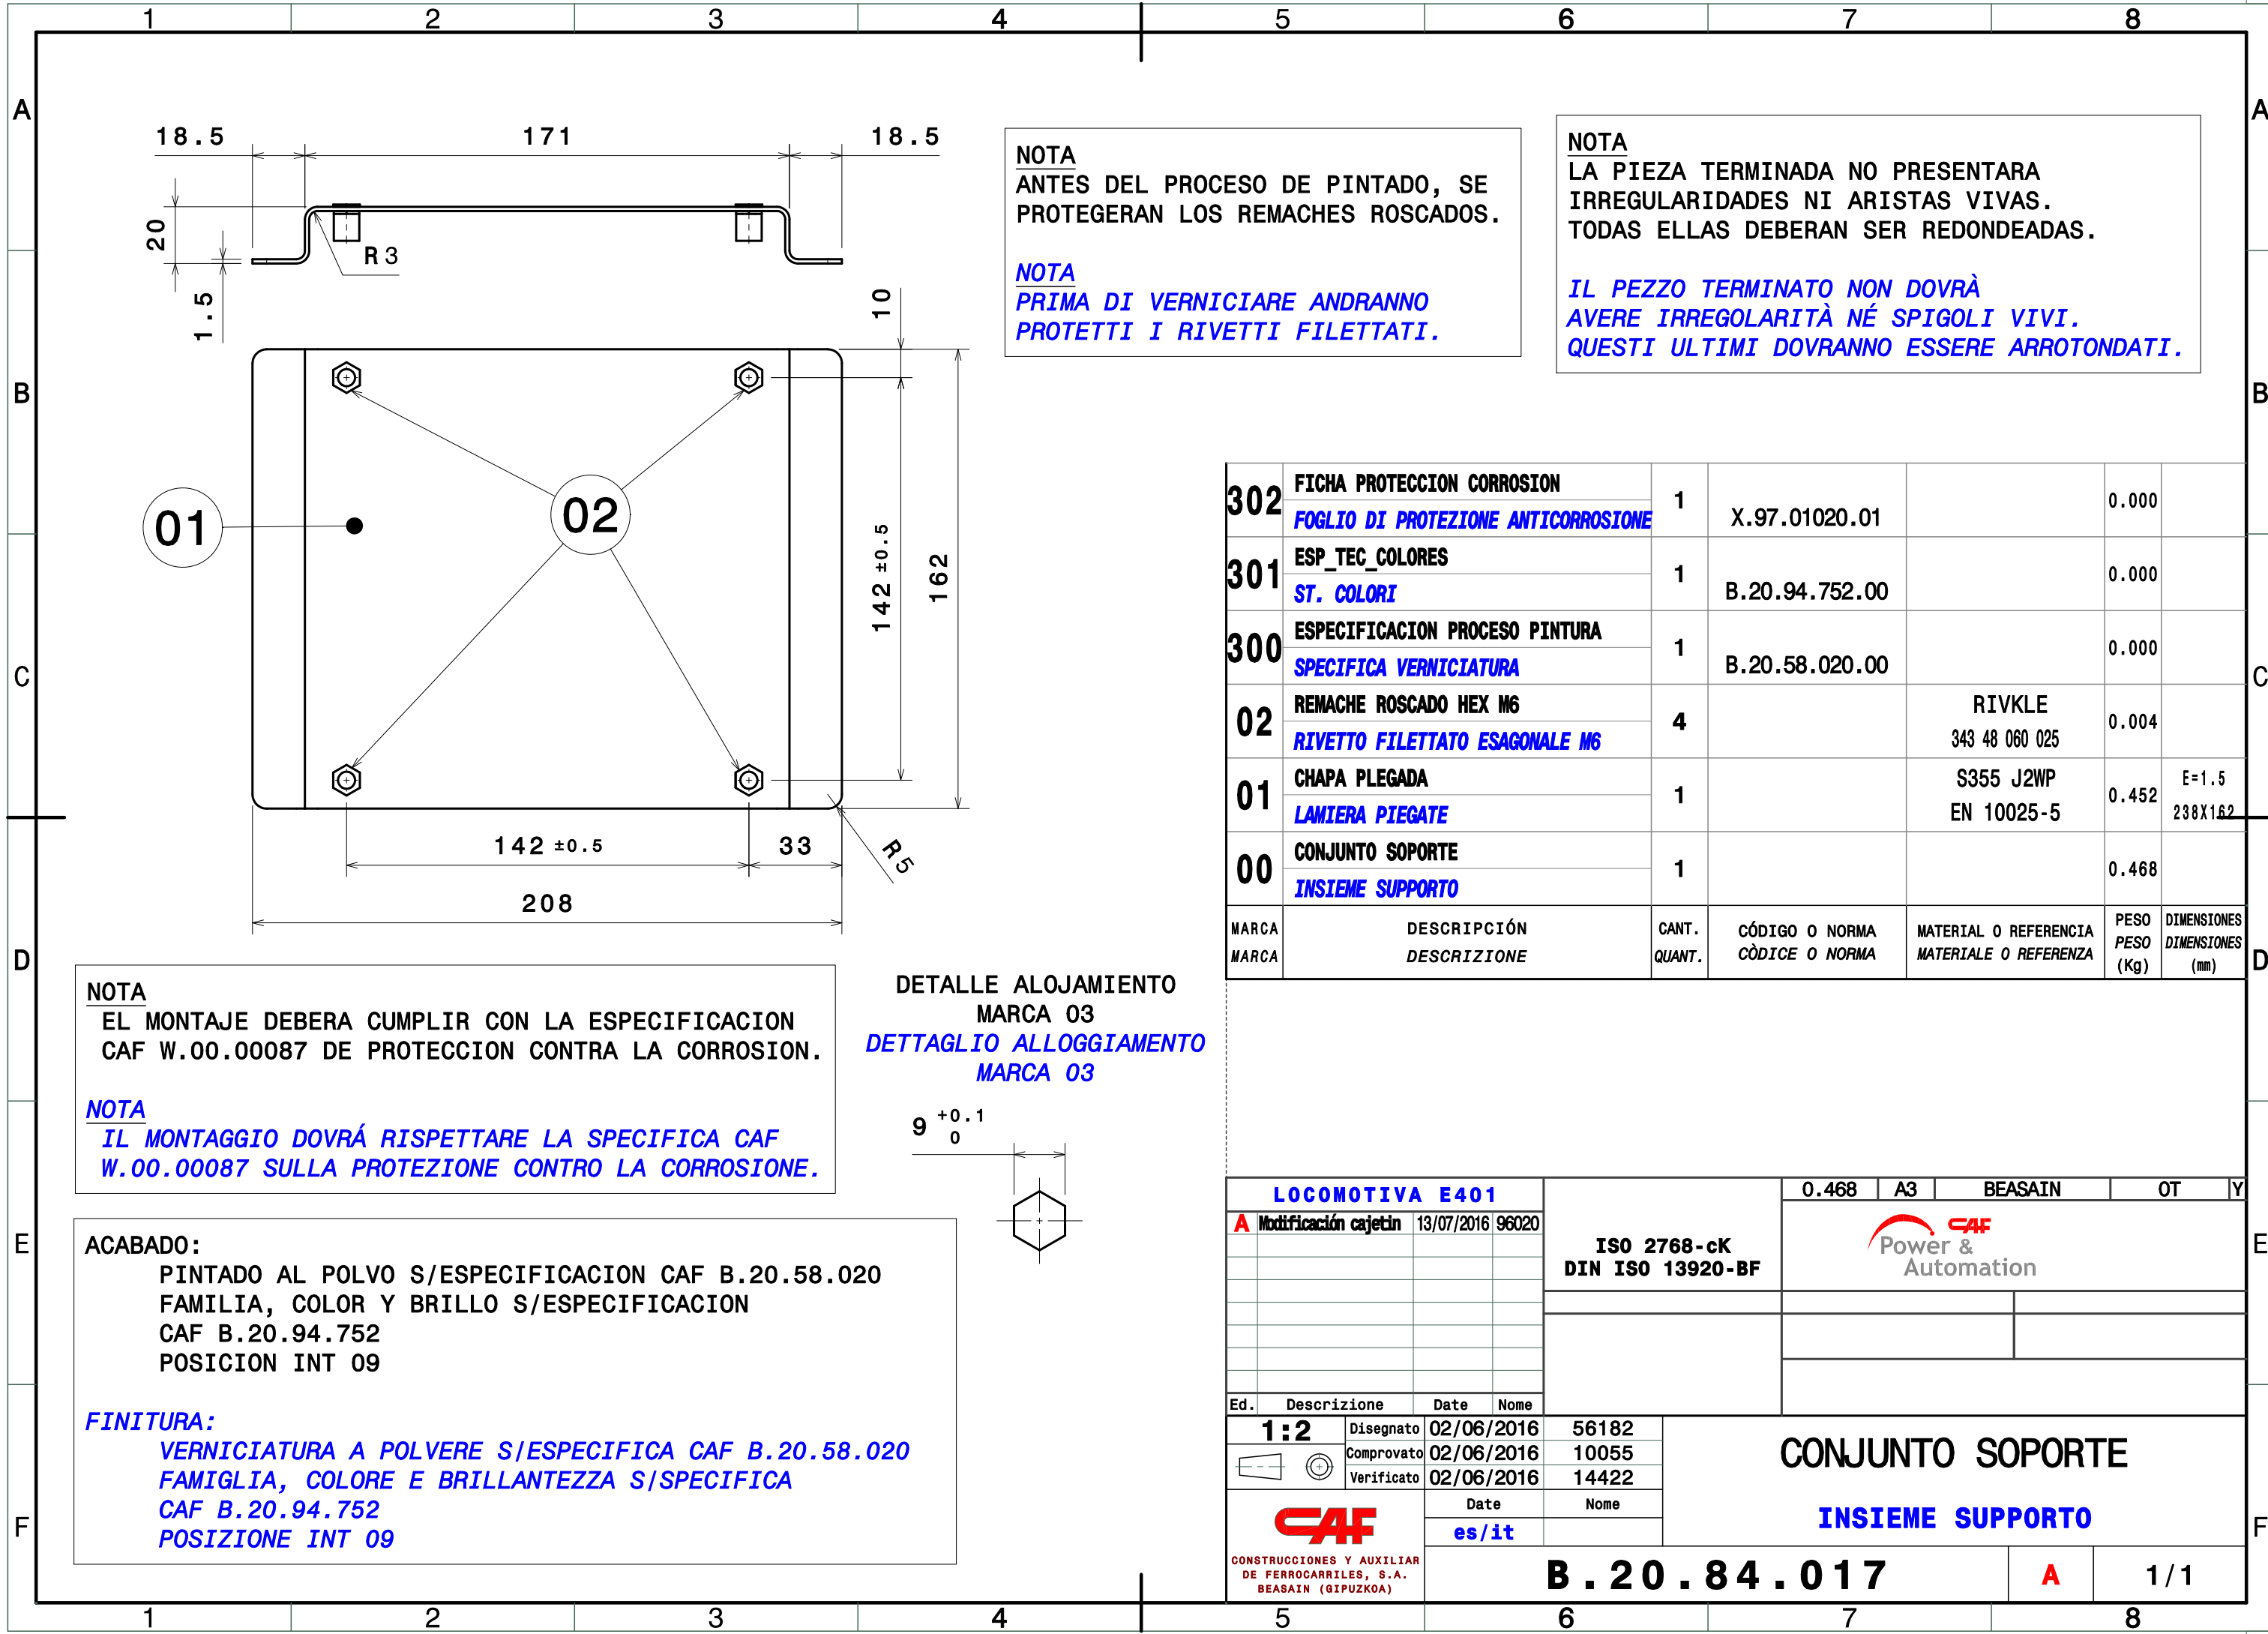 1 2 3 4 5 6 7 8
A A
B B
C C
D D
E E
F F
18.5 171 18.5
20
1.5
R3
10
142 ±0.5
162
01
02
142 ±0.5 33
R5
208
NOTA
ANTES DEL PROCESO DE PINTADO, SE
PROTEGERAN LOS REMACHES ROSCADOS.
NOTA
PRIMA DI VERNICIARE ANDRANNO
PROTETTI I RIVETTI FILETTATI.
NOTA
LA PIEZA TERMINADA NO PRESENTARA
IRREGULARIDADES NI ARISTAS VIVAS.
TODAS ELLAS DEBERAN SER REDONDEADAS.
IL PEZZO TERMINATO NON DOVRÀ
AVERE IRREGOLARITÀ NÉ SPIGOLI VIVI.
QUESTI ULTIMI DOVRANNO ESSERE ARROTONDATI.
302 FICHA PROTECCION CORROSION 1 X.97.01020.01 0.000
FOGLIO DI PROTEZIONE ANTICORROSIONE
301 ESP_TEC_COLORES 1 B.20.94.752.00 0.000
ST. COLORI
300 ESPECIFICACION PROCESO PINTURA 1 B.20.58.020.00 0.000
SPECIFICA VERNICIATURA
02 REMACHE ROSCADO HEX M6 4 RIVKLE 0.004
RIVETTO FILETTATO ESAGONALE M6 343 48 060 025
01 CHAPA PLEGADA 1 S355 J2WP 0.452 E=1.5
LAMIERA PIEGATE EN 10025-5 238X162
00 CONJUNTO SOPORTE 1 0.468
INSIEME SUPPORTO
MARCA DESCRIPCIÓN CANT. CÓDIGO O NORMA MATERIAL O REFERENCIA PESO DIMENSIONES
MARCA DESCRIZIONE QUANT. CÒDICE O NORMA MATERIALE O REFERENZA PESO DIMENSIONES
(Kg) (mm)
NOTA
EL MONTAJE DEBERA CUMPLIR CON LA ESPECIFICACION
CAF W.00.00087 DE PROTECCION CONTRA LA CORROSION.
NOTA
IL MONTAGGIO DOVRÁ RISPETTARE LA SPECIFICA CAF
W.00.00087 SULLA PROTEZIONE CONTRO LA CORROSIONE.
DETALLE ALOJAMIENTO
MARCA 03
DETTAGLIO ALLOGGIAMENTO
MARCA 03
9 +0.1
0
ACABADO:
PINTADO AL POLVO S/ESPECIFICACION CAF B.20.58.020
FAMILIA, COLOR Y BRILLO S/ESPECIFICACION
CAF B.20.94.752
POSICION INT 09
FINITURA:
VERNICIATURA A POLVERE S/ESPECIFICA CAF B.20.58.020
FAMIGLIA, COLORE E BRILLANTEZZA S/SPECIFICA
CAF B.20.94.752
POSIZIONE INT 09
LOCOMOTIVA E401
A Modificación cajetin 13/07/2016 96020
Ed. Descrizione Date Nome
ISO 2768-cK
DIN ISO 13920-BF
0.468 A3 BEASAIN OT Y
CAF
Power &
Automation
1:2
Disegnato 02/06/2016 56182
Comprovato 02/06/2016 10055
Verificato 02/06/2016 14422
Date Nome
es/it
CAF
CONSTRUCCIONES Y AUXILIAR
DE FERROCARRILES, S.A.
BEASAIN (GIPUZKOA)
CONJUNTO SOPORTE
INSIEME SUPPORTO
B.20.84.017 A 1/1
1 2 3 4 5 6 7 8